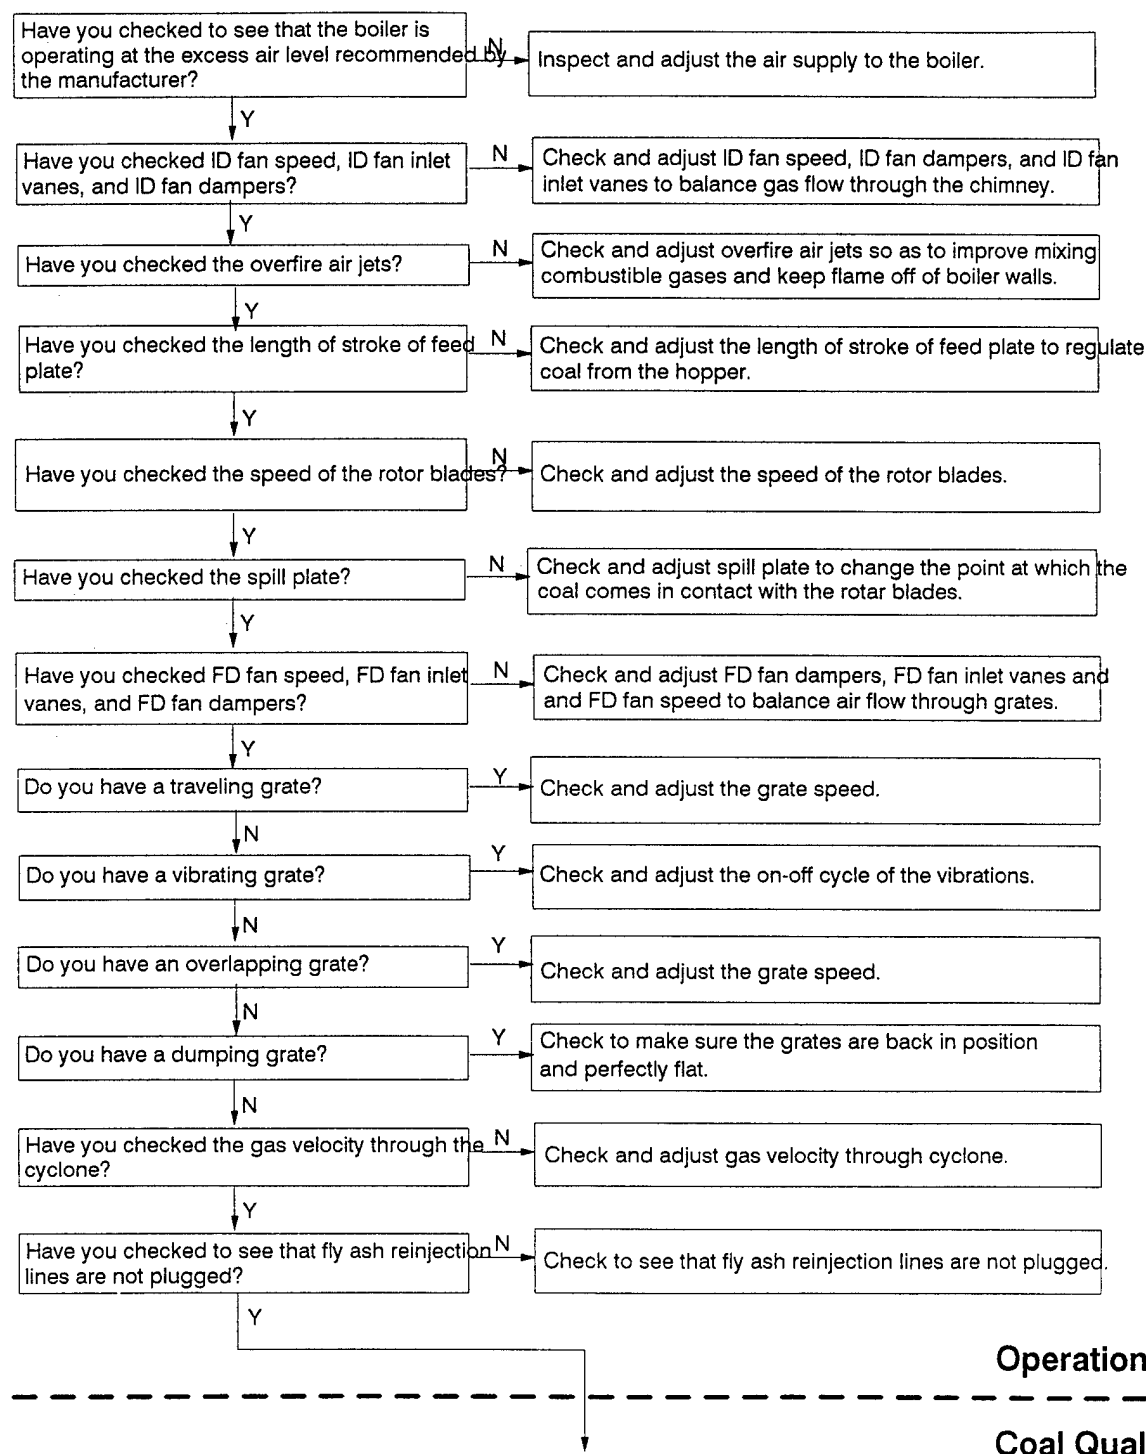 Have you checked to see that the boiler is
operating at the excess air level recommended by
the manufacturer?
N
Inspect and adjust the air supply to the boiler.
Y
Have you checked ID fan speed, ID fan inlet
vanes, and ID fan dampers?
N
Check and adjust ID fan speed, ID fan dampers, and ID fan
inlet vanes to balance gas flow through the chimney.
Y
Have you checked the overfire air jets?
N
Check and adjust overfire air jets so as to improve mixing
combustible gases and keep flame off of boiler walls.
Y
Have you checked the length of stroke of feed
plate?
N
Check and adjust the length of stroke of feed plate to regulate
coal from the hopper.
Y
Have you checked the speed of the rotor blades?
N
Check and adjust the speed of the rotor blades.
Y
Have you checked the spill plate?
N
Check and adjust spill plate to change the point at which the
coal comes in contact with the rotar blades.
Y
Have you checked FD fan speed, FD fan inlet
vanes, and FD fan dampers?
N
Check and adjust FD fan dampers, FD fan inlet vanes and
and FD fan speed to balance air flow through grates.
Y
Do you have a traveling grate?
Y
Check and adjust the grate speed.
N
Do you have a vibrating grate?
Y
Check and adjust the on-off cycle of the vibrations.
N
Do you have an overlapping grate?
Y
Check and adjust the grate speed.
N
Do you have a dumping grate?
Y
Check to make sure the grates are back in position
and perfectly flat.
N
Have you checked the gas velocity through the
cyclone?
N
Check and adjust gas velocity through cyclone.
Y
Have you checked to see that fly ash reinjection
lines are not plugged?
N
Check to see that fly ash reinjection lines are not plugged.
Y
Operation
Coal Qual